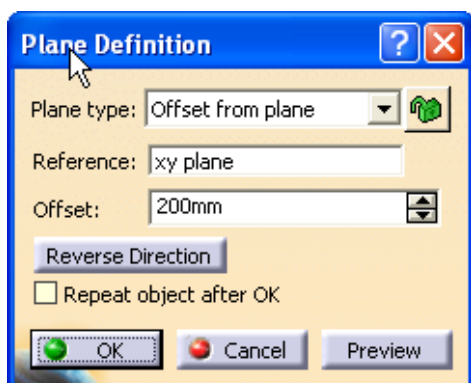 Plane Definition
Plane type: Offset from plane
Reference: xy plane
Offset: 200mm
Reverse Direction
Repeat object after OK
OK Cancel Preview